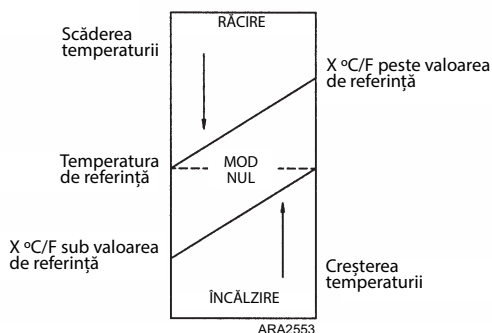 RĂCIRE
Scăderea
temperaturii
X ºC/F peste valoarea
de referință
Temperatura
de referință
MOD
NUL
X ºC/F sub valoarea
de referință
Creșterea
temperaturii
ÎNCĂLZIRE
ARA2553